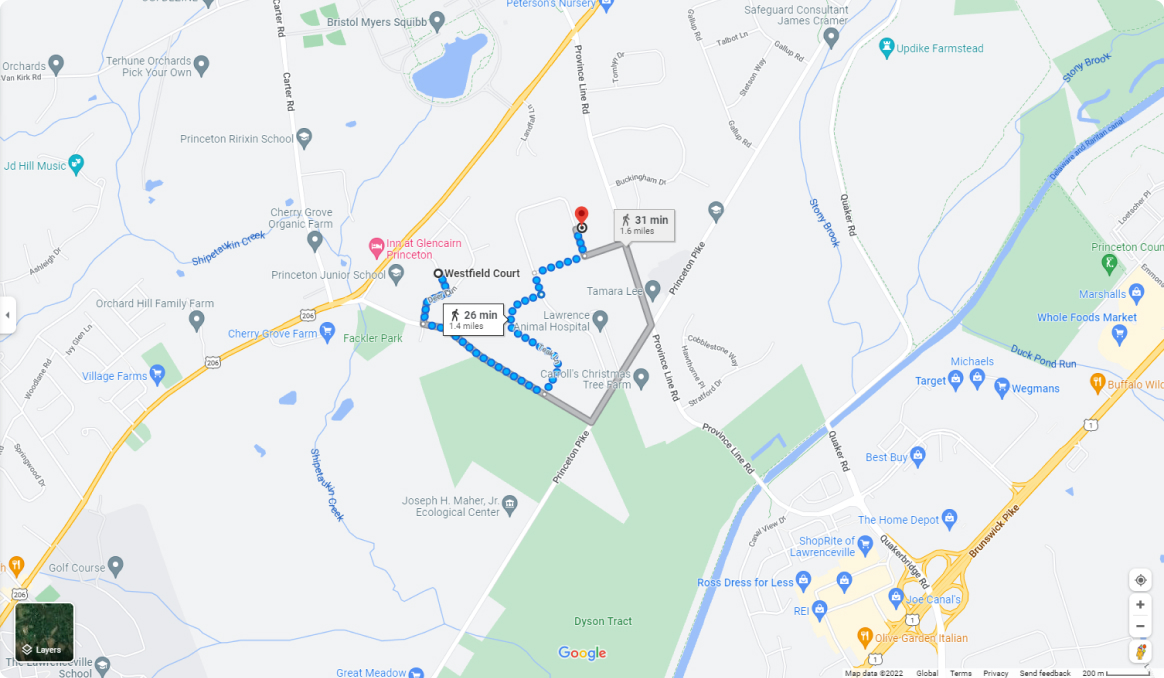 Peterson's Nursery
Safeguard Consultant
James Cramer
Bristol Myers Squibb
Carter Rd
Gallup Rd
Talbot Ln
Gallup Rd
Updike Farmstead
Orchards
Van Kirk Rd
Terhune Orchards
Pick Your Own
Carter Rd
Province Line Rd
Stetson Way
Stony Brook
Landfall Ln
Gallup Rd
Delaware and Raritan canal
Princeton Ririxin School
Jd Hill Music
Buckingham Dr
Quaker Rd
Stony Brook
Loetscher Pl
Cherry Grove
Organic Farm
31 min
1.6 miles
Shipetaukin Creek
Ashleigh Dr
Inn at Glencairn
Princeton
Princeton Pike
Princeton Coun
Princeton Junior School
Westfield Court
Tamara Lee
Marshalls
Orchard Hill Family Farm
206
26 min
1.4 miles
Lawrence
Animal Hospital
Whole Foods Market
Cherry Grove Farm
Fackler Park
Ivy Glen Ln
Province Line Rd
Cobblestone Way
Hawthorne Pl
Stratford Dr
Duck Pond Run
Michaels
206
Woodlane Rd
Village Farms
Caroll's Christmas
Tree Farm
Target
Wegmans
Buffalo Wild
1
Province Line Rd
Quaker Rd
Princeton Pike
Springwood Dr
Shipetaukin Creek
Best Buy
Joseph H. Maher, Jr.
Ecological Center
Canal View Dr
The Home Depot
Brunswick Pike
ShopRite of
Lawrenceville
Quakerbridge Rd
Golf Course
206
Ross Dress for Less
Joe Canal's
REI
1
Dyson Tract
Olive Garden Italian
Layers
Google
1
The Lawrenceville
School
Great Meadow
Map data ©2022
Global
Terms
Privacy
Send feedback
200 m